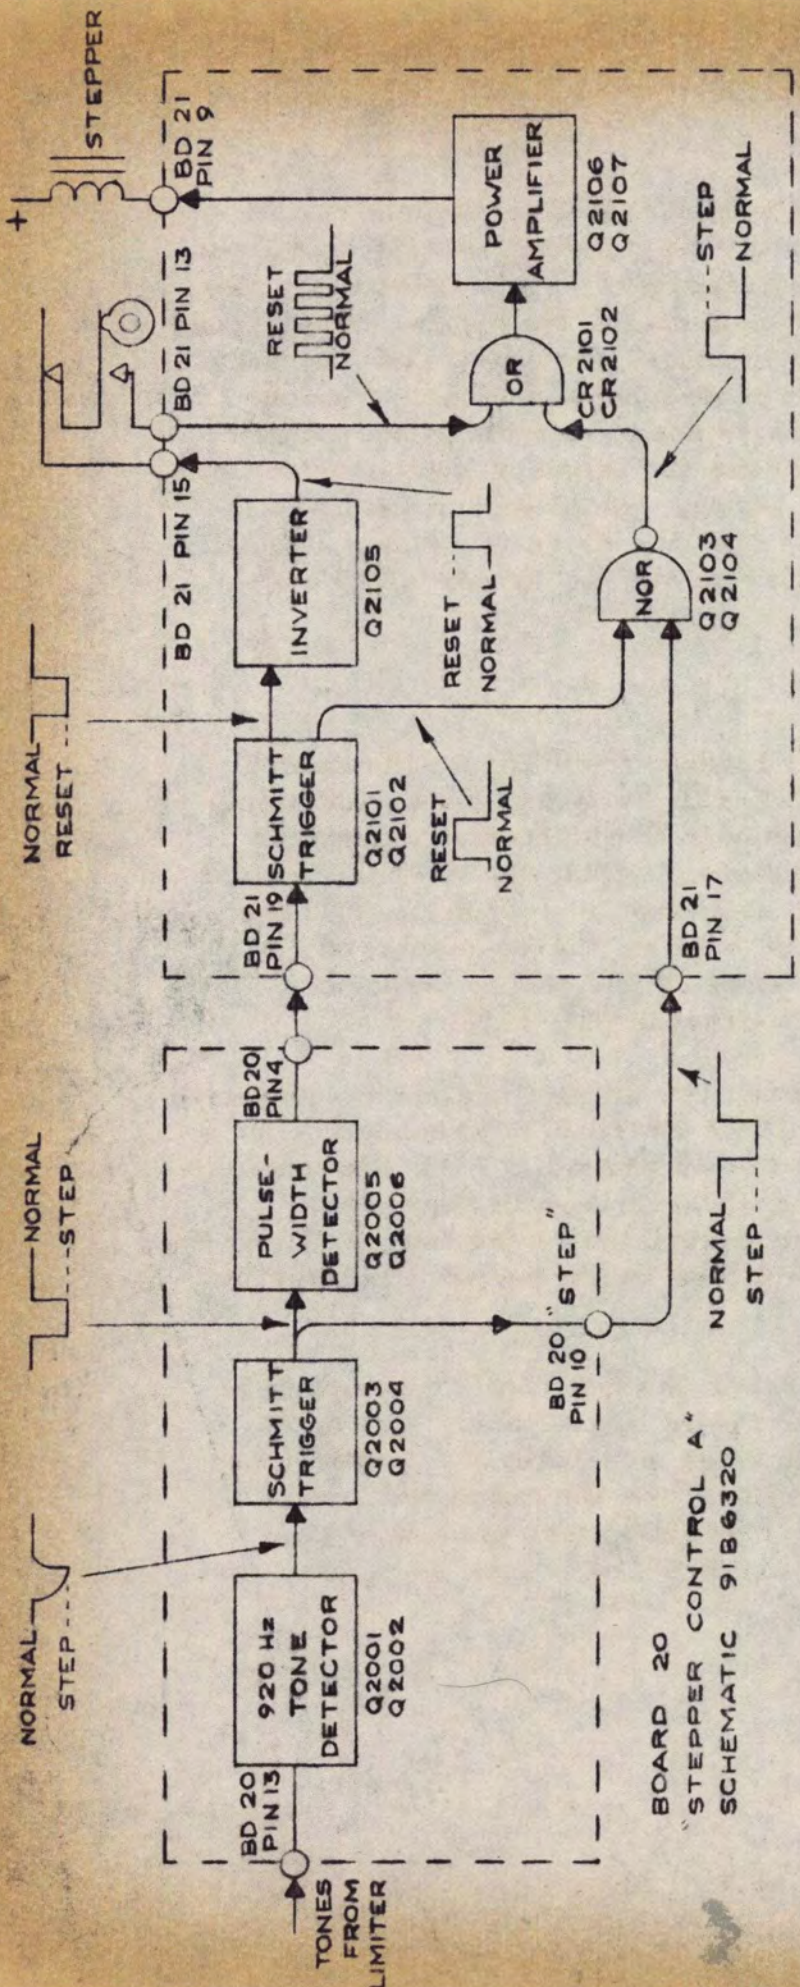 NORMAL
STEP
NORMAL
STEP
NORMAL
RESET
+
STEPPER
TONES
FROM
LIMITER
BD 20
PIN 13
920 Hz
TONE
DETECTOR
Q2001
Q2002
SCHMITT
TRIGGER
Q2003
Q2004
PULSE-
WIDTH
DETECTOR
Q2005
Q2006
BD 20
PIN 4
BD 20 "STEP"
PIN 10
BD 21
PIN 19
SCHMITT
TRIGGER
Q2101
Q2102
RESET
NORMAL
BD 21 PIN 15
INVERTER
Q2105
RESET
NORMAL
BD 21 PIN 13
RESET
NORMAL
BD 21
PIN 9
OR
CR 2101
CR 2102
POWER
AMPLIFIER
Q2106
Q2107
NOR
Q2103
Q2104
STEP
NORMAL
BD 21
PIN 17
NORMAL
STEP
BOARD 20
"STEPPER CONTROL A"
SCHEMATIC 91B6320